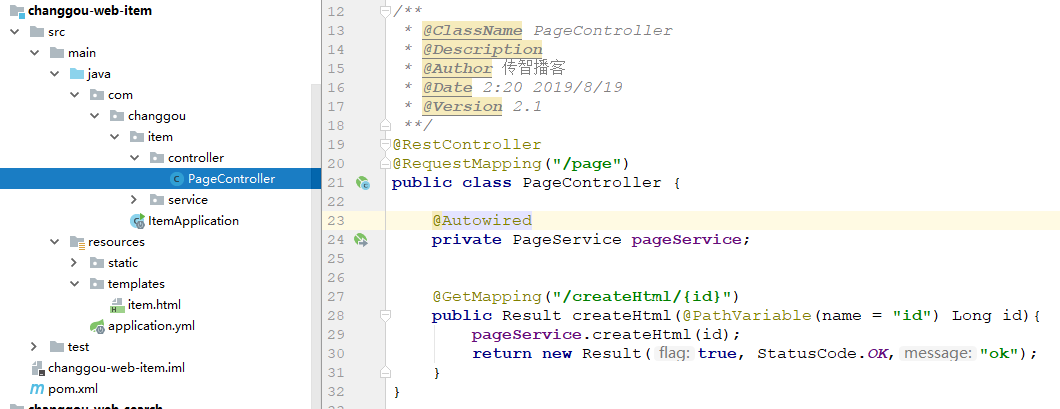 changgou-web-item
src
main
java
com
changgou
item
controller
PageController
service
ItemApplication
resources
static
templates
item.html
application.yml
test
changgou-web-item.iml
pom.xml
changgou-web-search
12 /**
13 * @ClassName PageController
14 * @Description
15 * @Author 传智播客
16 * @Date 2:20 2019/8/19
17 * @Version 2.1
18 **/
19 @RestController
20 @RequestMapping("/page")
21 public class PageController {
22
23 @Autowired
24 private PageService pageService;
25
26
27 @GetMapping("/createHtml/{id}")
28 public Result createHtml(@PathVariable(name = "id") Long id){
29 pageService.createHtml(id);
30 return new Result( flag: true, StatusCode.OK, message: "ok");
31 }
32 }